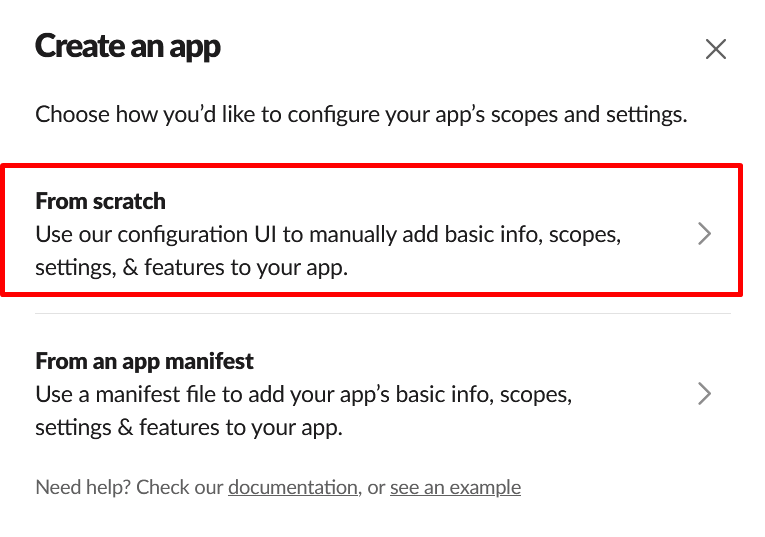 Create an app
Choose how you’d like to configure your app’s scopes and settings.
From scratch
Use our configuration UI to manually add basic info, scopes,
settings, & features to your app.
From an app manifest
Use a manifest file to add your app’s basic info, scopes,
settings & features to your app.
Need help? Check our documentation, or see an example